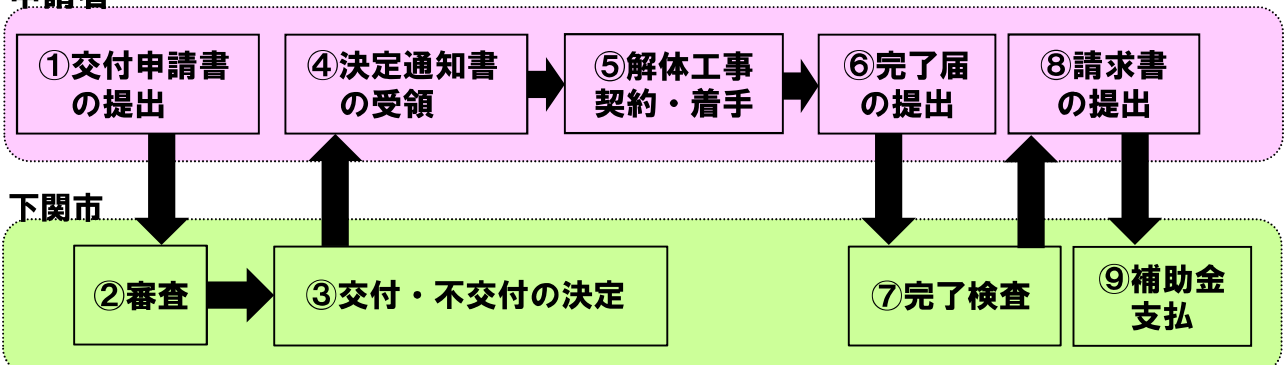 申請者
①交付申請書
の提出
④決定通知書
の受領
⑤解体工事
契約・着手
⑥完了届
の提出
⑧請求書
の提出
下関市
②審査
③交付・不交付の決定
⑦完了検査
⑨補助金
支払